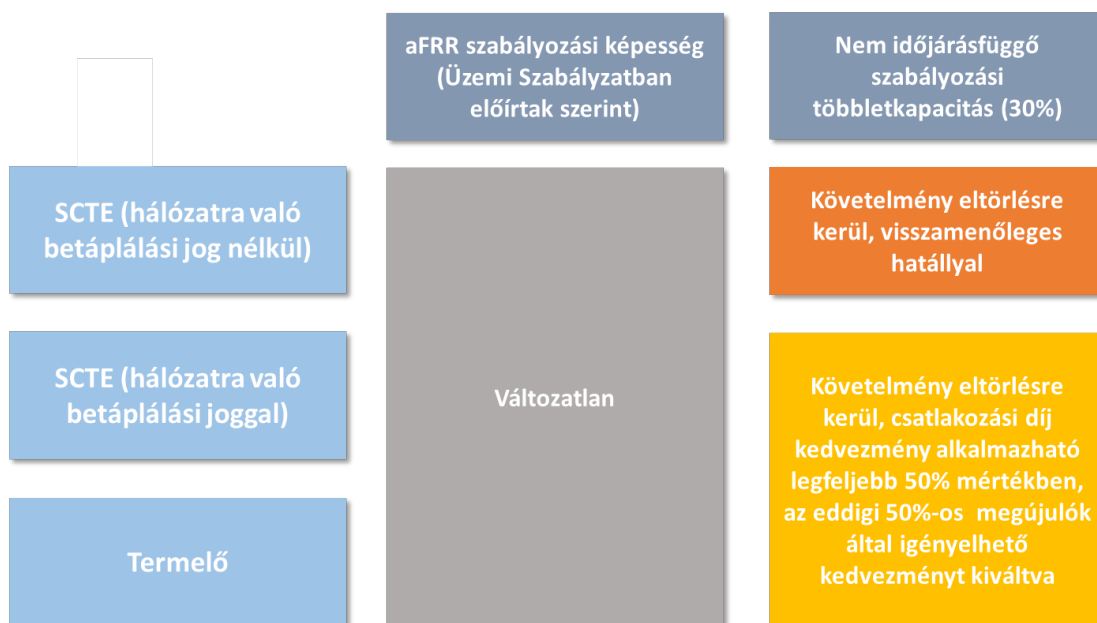 aFRR szabályozási képesség
(Üzemi Szabályzatban
előírtak szerint)
Nem időjárásfüggő
szabályozási
többletkapacitás (30%)
SCTE (hálózatra való
betáplálási jog nélkül)
Követelmény eltörlésre
kerül, visszamenőleges
hatállyal
SCTE (hálózatra való
betáplálási joggal)
Változatlan
Követelmény eltörlésre
kerül, csatlakozási díj
kedvezmény alkalmazható
legfeljebb 50% mértékben,
az eddigi 50%-os megújulók
által igényelhető
kedvezményt kiváltva
Termelő